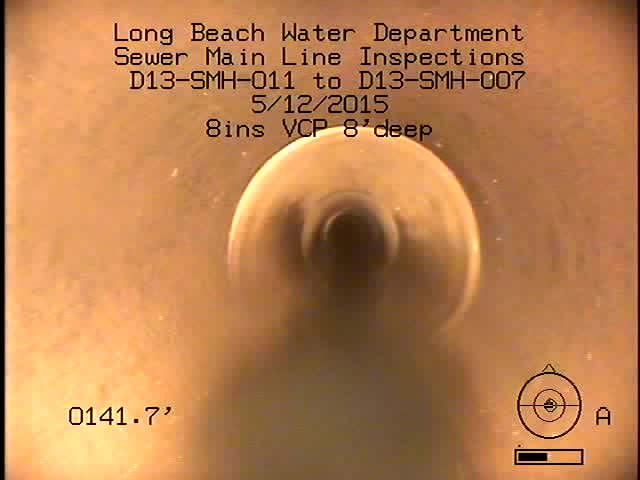 Long Beach Water Department
Sewer Main Line Inspections
D13-SMH-011 to D13-SMH-007
5/12/2015
8ins VCP 8'deep
0141.7'
A